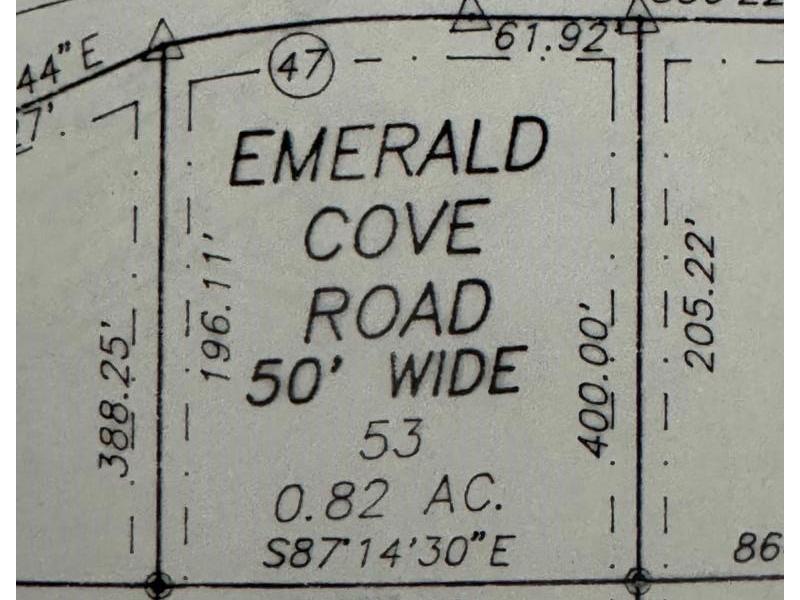 44"E
61.92'
47
27'.
EMERALD
COVE
ROAD
50' WIDE
196.11'
205.22'
388.25'
400.00'
53
0.82 AC.
S87°14'30"E
86